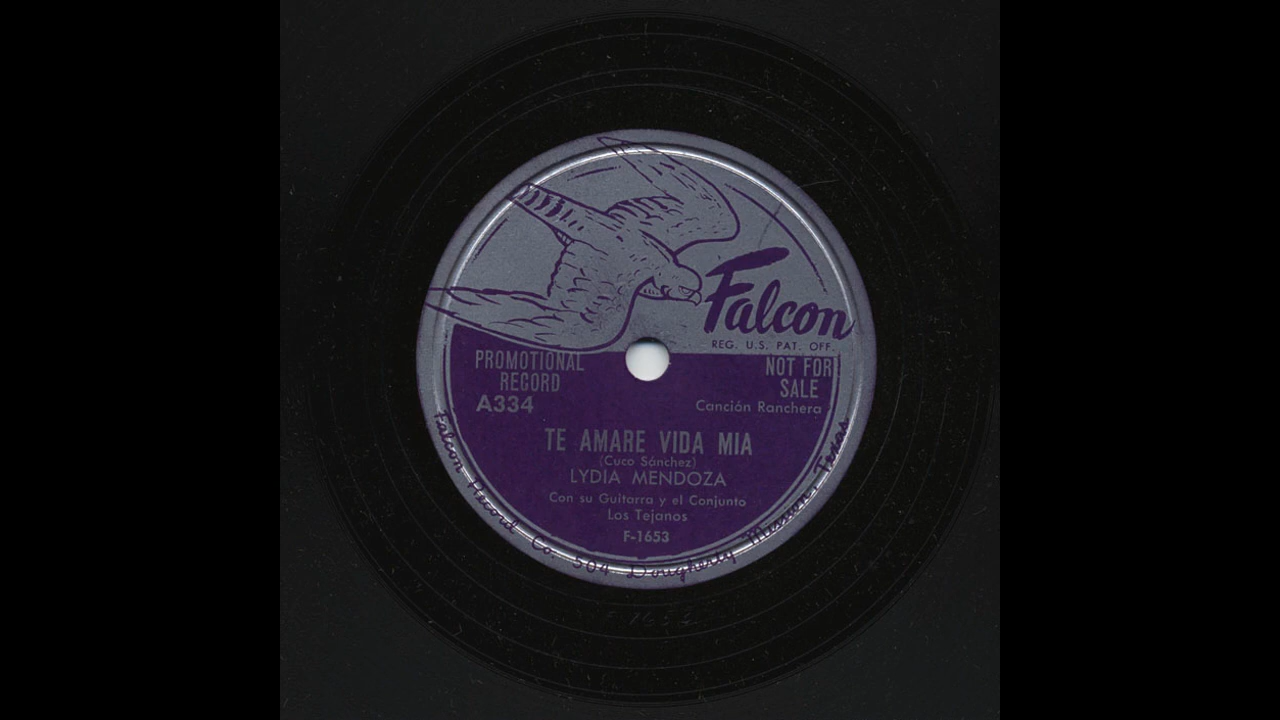 Falcon
REG. U.S. PAT. OFF.
PROMOTIONAL
RECORD
A334
NOT FOR
SALE
Canción Ranchera
TE AMARE VIDA MIA
(Cuco Sánchez)
LYDIA MENDOZA
Con su Guitarra y el Conjunto
Los Tejanos
F-1653
Falcon Record Co. 504 Dougherty Mission, Texas